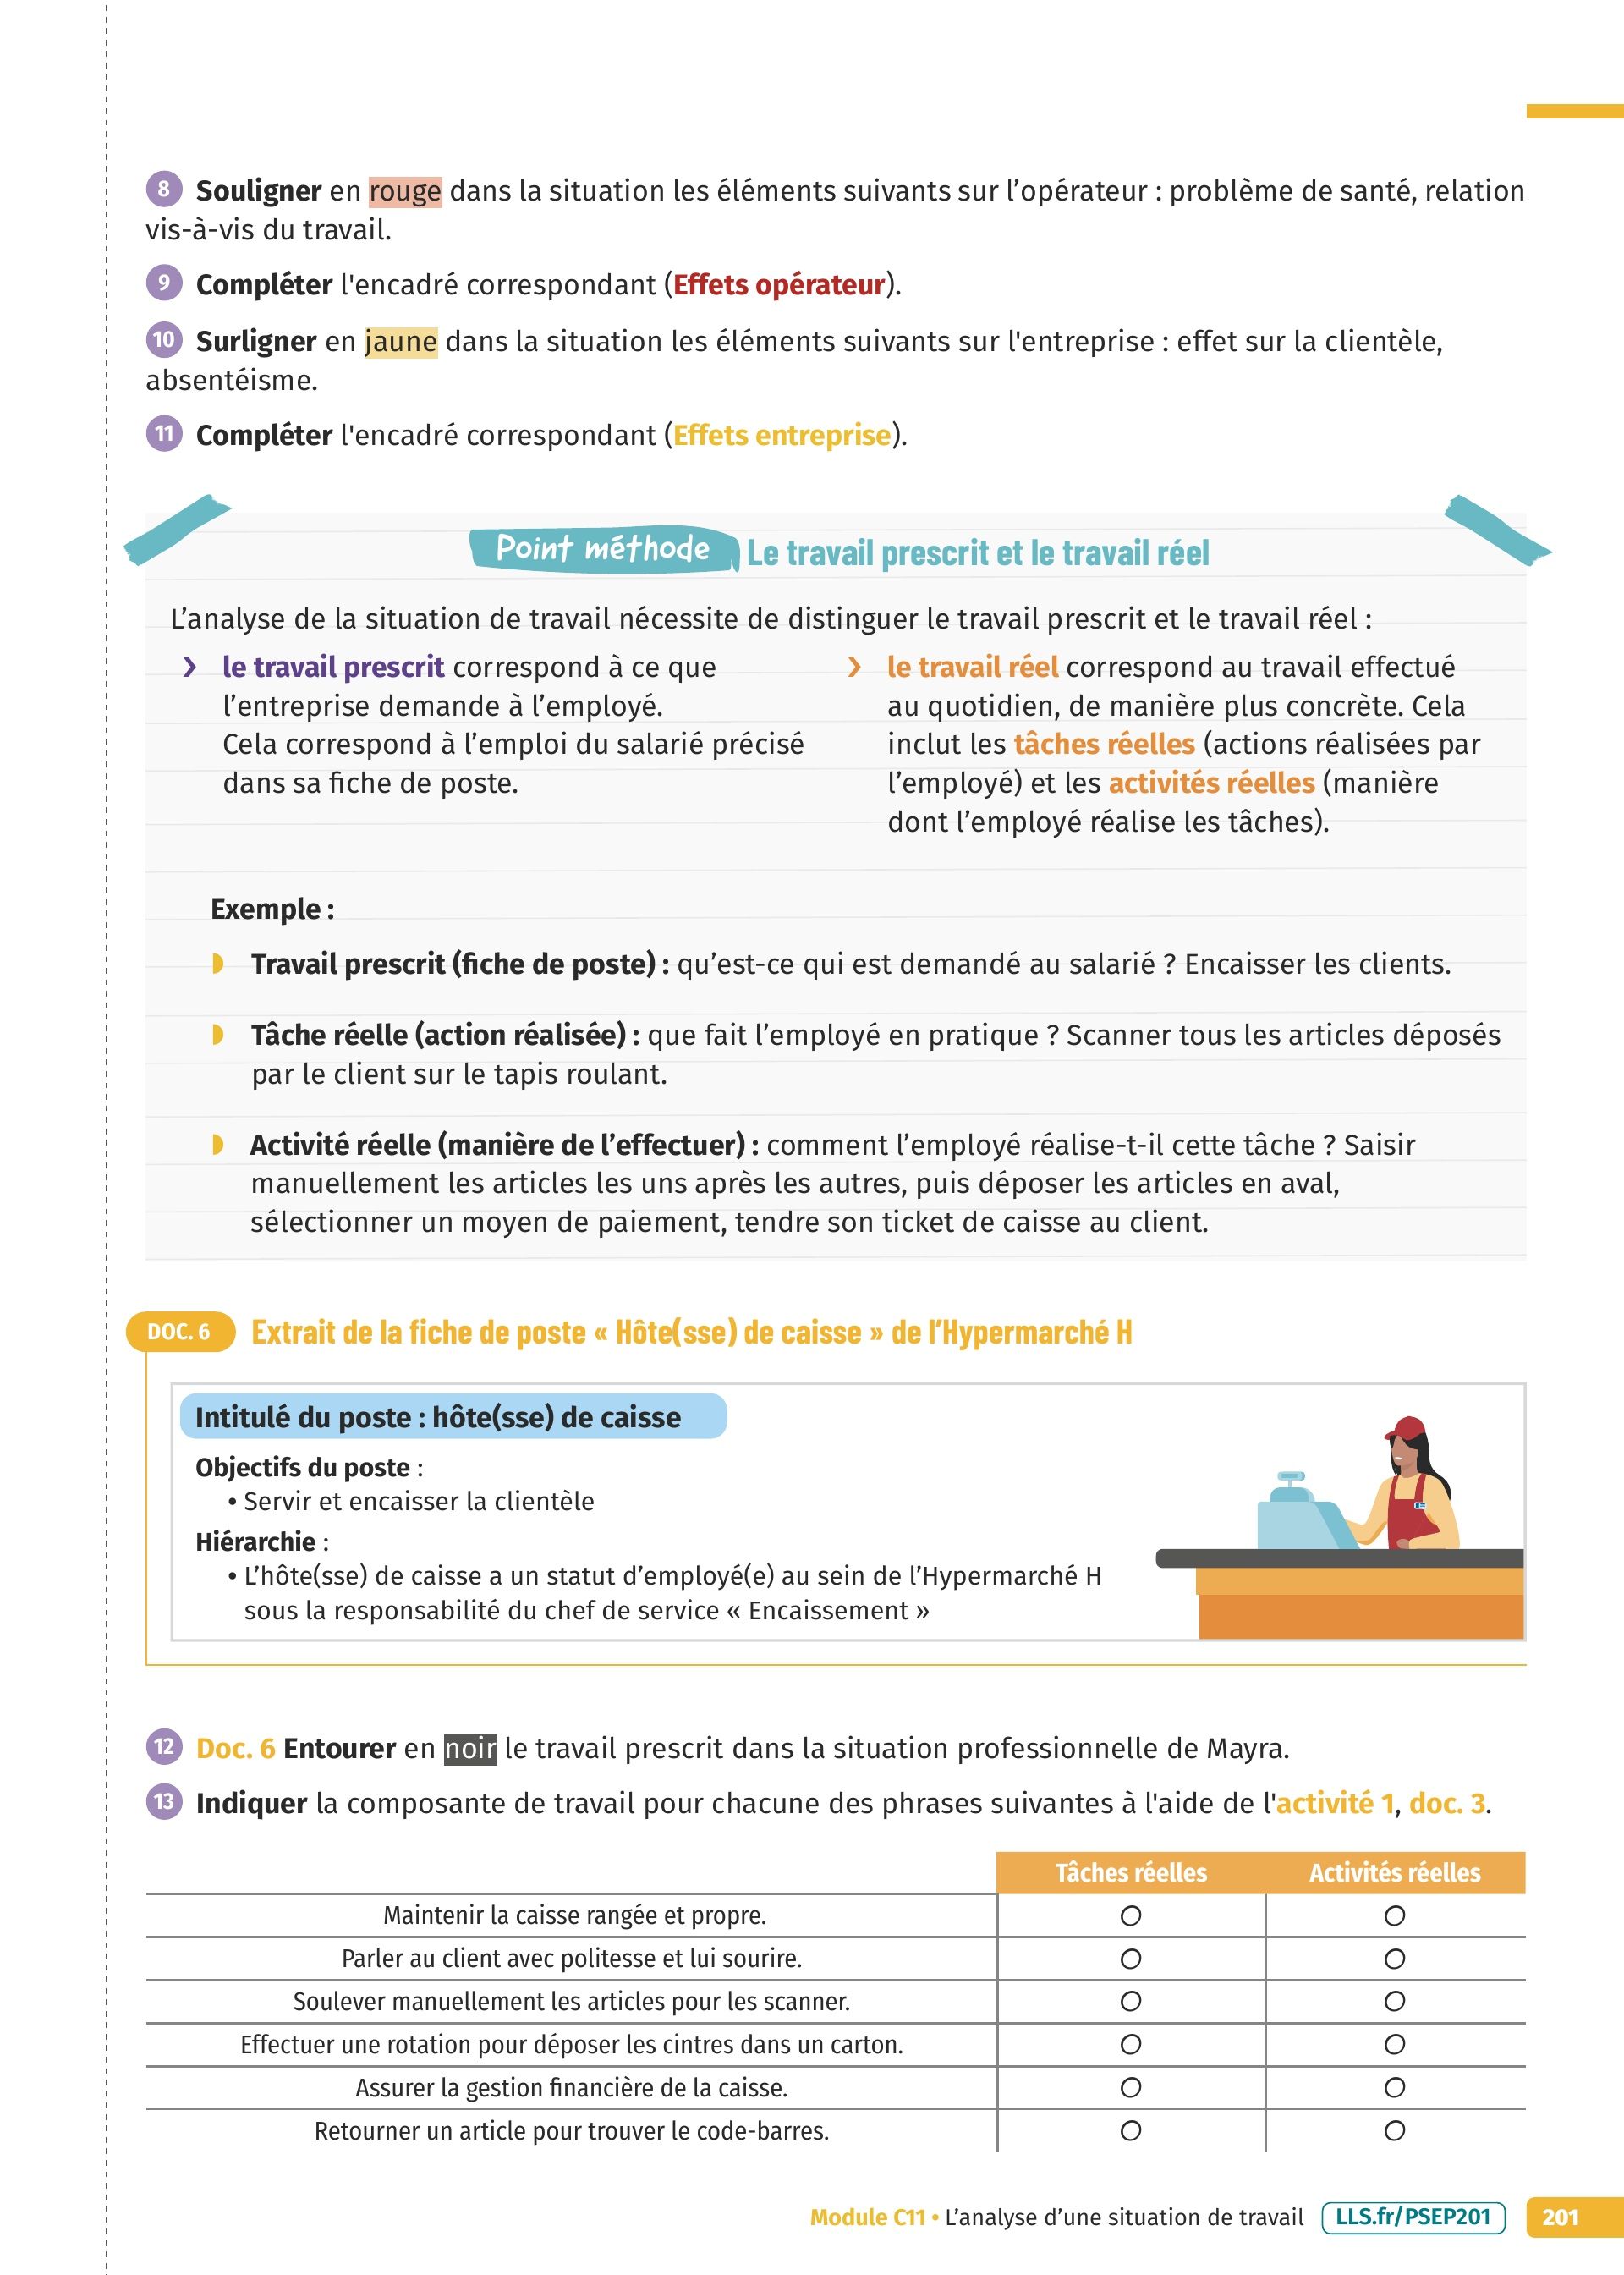 8 Souligner en rouge dans la situation les éléments suivants sur l’opérateur : problème de santé, relation
vis-à-vis du travail.
9 Compléter l'encadré correspondant (Effets opérateur).
10 Surligner en jaune dans la situation les éléments suivants sur l'entreprise : effet sur la clientèle,
absentéisme.
11 Compléter l'encadré correspondant (Effets entreprise).
Point méthode Le travail prescrit et le travail réel
L’analyse de la situation de travail nécessite de distinguer le travail prescrit et le travail réel :
› le travail prescrit correspond à ce que
l’entreprise demande à l’employé.
Cela correspond à l’emploi du salarié précisé
dans sa fiche de poste.
› le travail réel correspond au travail effectué
au quotidien, de manière plus concrète. Cela
inclut les tâches réelles (actions réalisées par
l’employé) et les activités réelles (manière
dont l’employé réalise les tâches).
Exemple :
Travail prescrit (fiche de poste) : qu’est-ce qui est demandé au salarié ? Encaisser les clients.
Tâche réelle (action réalisée) : que fait l’employé en pratique ? Scanner tous les articles déposés
par le client sur le tapis roulant.
Activité réelle (manière de l’effectuer) : comment l’employé réalise-t-il cette tâche ? Saisir
manuellement les articles les uns après les autres, puis déposer les articles en aval,
sélectionner un moyen de paiement, tendre son ticket de caisse au client.
DOC. 6 Extrait de la fiche de poste « Hôte(sse) de caisse » de l’Hypermarché H
Intitulé du poste : hôte(sse) de caisse
Objectifs du poste :
• Servir et encaisser la clientèle
Hiérarchie :
• L’hôte(sse) de caisse a un statut d’employé(e) au sein de l’Hypermarché H
sous la responsabilité du chef de service « Encaissement »
12 Doc. 6 Entourer en noir le travail prescrit dans la situation professionnelle de Mayra.
13 Indiquer la composante de travail pour chacune des phrases suivantes à l'aide de l'activité 1, doc. 3.
Tâches réelles Activités réelles
Maintenir la caisse rangée et propre.
Parler au client avec politesse et lui sourire.
Soulever manuellement les articles pour les scanner.
Effectuer une rotation pour déposer les cintres dans un carton.
Assurer la gestion financière de la caisse.
Retourner un article pour trouver le code-barres.
Module C11 • L’analyse d’une situation de travail LLS.fr/PSEP201 201